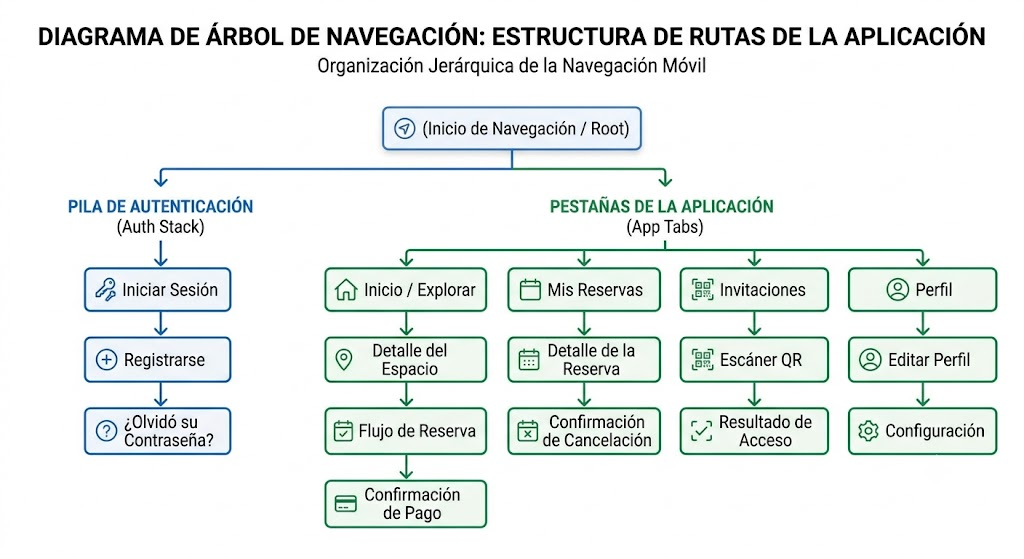 DIAGRAMA DE ÁRBOL DE NAVEGACIÓN: ESTRUCTURA DE RUTAS DE LA APLICACIÓN
Organización Jerárquica de la Navegación Móvil
(Inicio de Navegación / Root)
PILA DE AUTENTICACIÓN
(Auth Stack)
Iniciar Sesión
Registrarse
¿Olvidó su
Contraseña?
PESTAÑAS DE LA APLICACIÓN
(App Tabs)
Inicio / Explorar
Detalle del
Espacio
Flujo de Reserva
Confirmación
de Pago
Mis Reservas
Detalle de la
Reserva
Confirmación
de Cancelación
Invitaciones
Escáner QR
Resultado de
Acceso
Perfil
Editar Perfil
Configuración